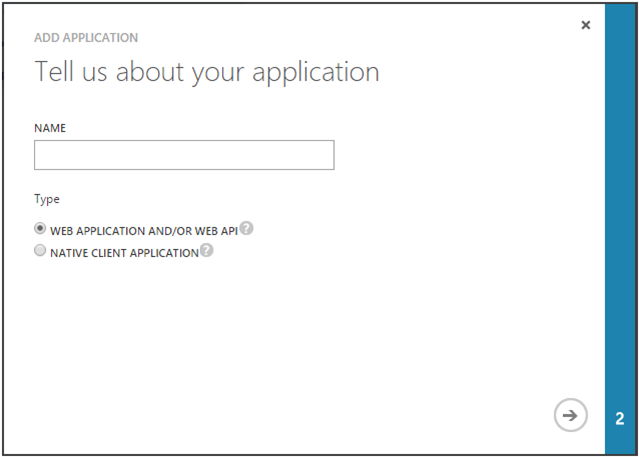 ADD APPLICATION
Tell us about your application
NAME
Type
WEB APPLICATION AND/OR WEB API ?
NATIVE CLIENT APPLICATION ?
2